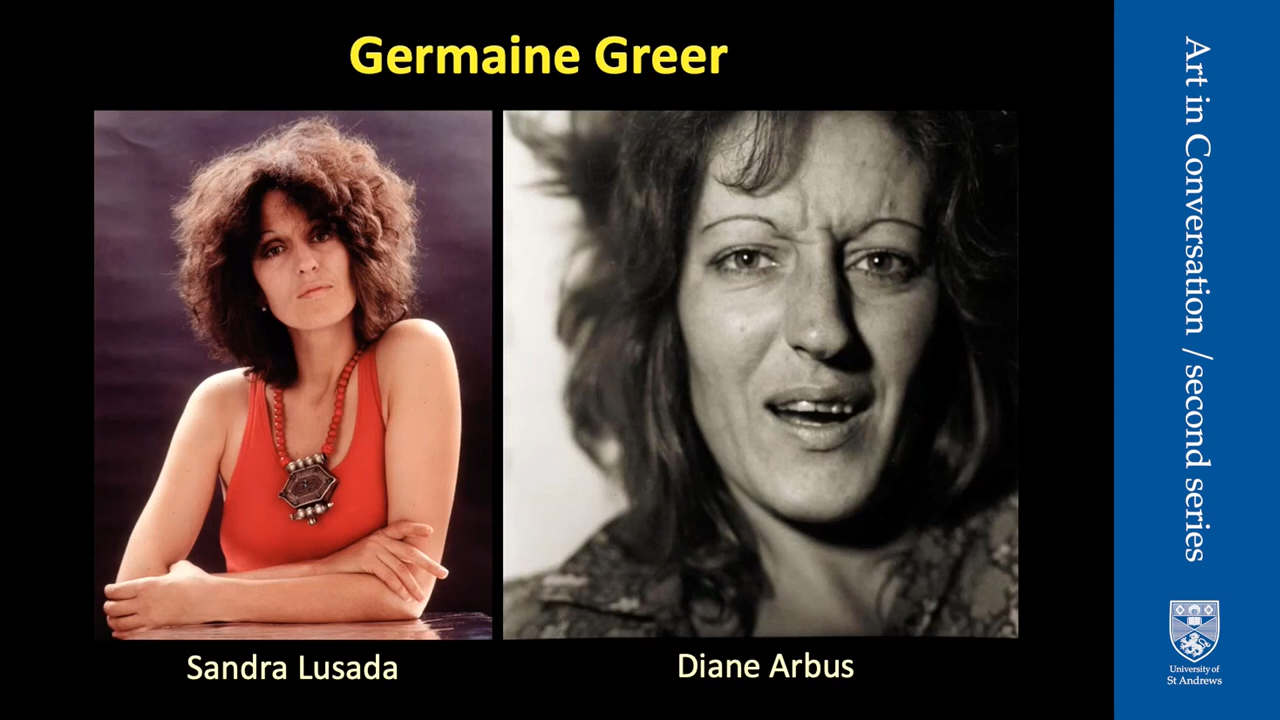 Germaine Greer
Sandra Lusada
Diane Arbus
Art in Conversation / second series
University of
St Andrews